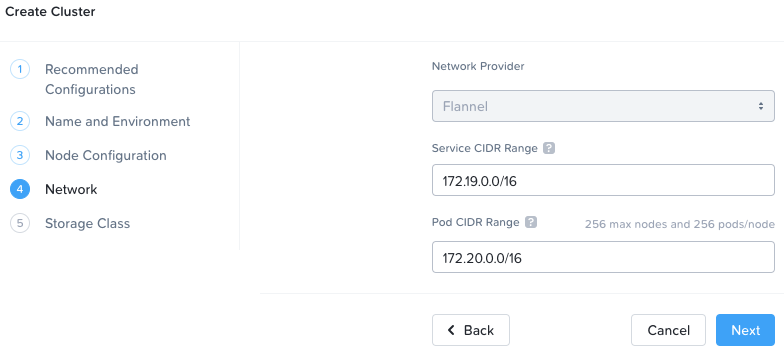 Create Cluster
1 Recommended
Configurations
2 Name and Environment
3 Node Configuration
4 Network
5 Storage Class
Network Provider
Flannel
Service CIDR Range ?
172.19.0.0/16
Pod CIDR Range ? 256 max nodes and 256 pods/node
172.20.0.0/16
Back Cancel Next